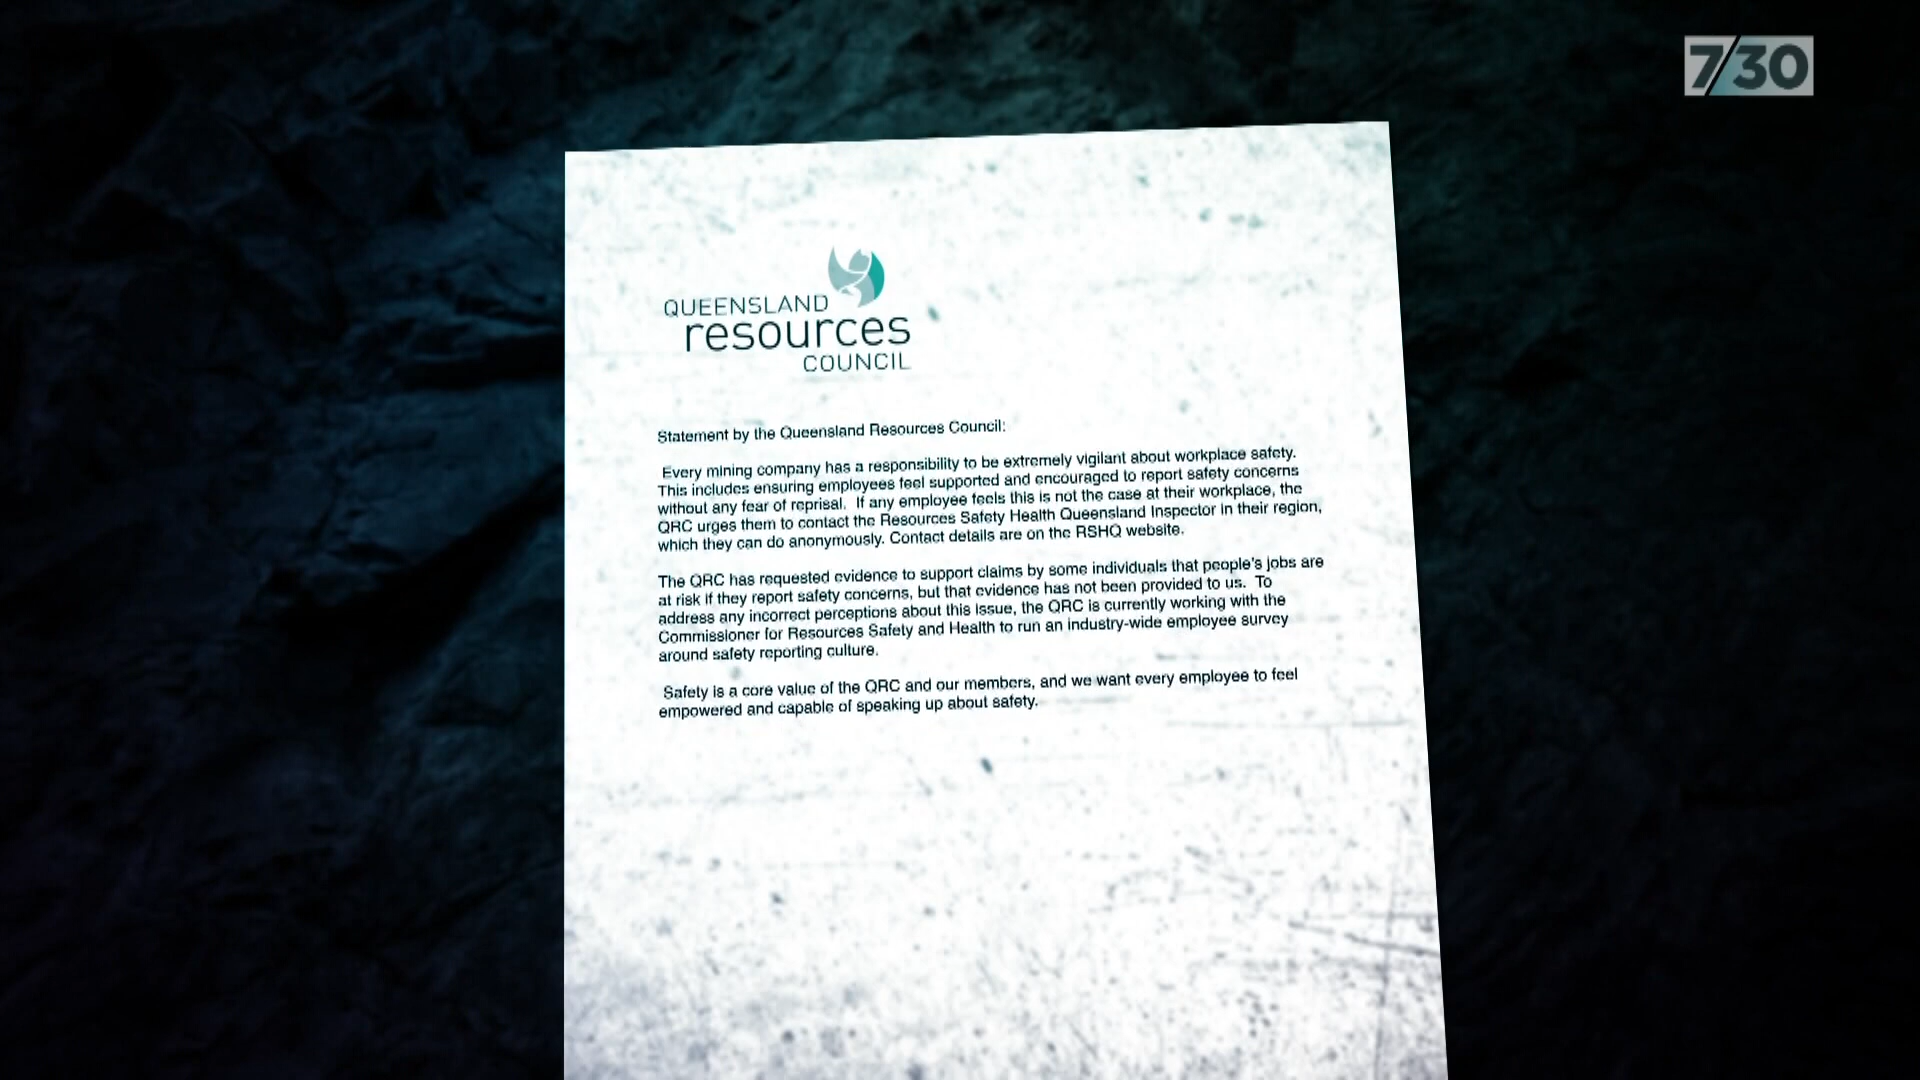 7/30
QUEENSLAND
resources
COUNCIL
Statement by the Queensland Resources Council:
Every mining company has a responsibility to be extremely vigilant about workplace safety.
This includes ensuring employees feel supported and encouraged to report safety concerns
without any fear of reprisal.  If any employee feels this is not the case at their workplace, the
QRC urges them to contact the Resources Safety Health Queensland Inspector in their region,
which they can do anonymously. Contact details are on the RSHQ website.
The QRC has requested evidence to support claims by some individuals that people's jobs are
at risk if they report safety concerns, but that evidence has not been provided to us.  To
address any incorrect perceptions about this issue, the QRC is currently working with the
Commissioner for Resources Safety and Health to run an industry-wide employee survey
around safety reporting culture.
Safety is a core value of the QRC and our members, and we want every employee to feel
empowered and capable of speaking up about safety.